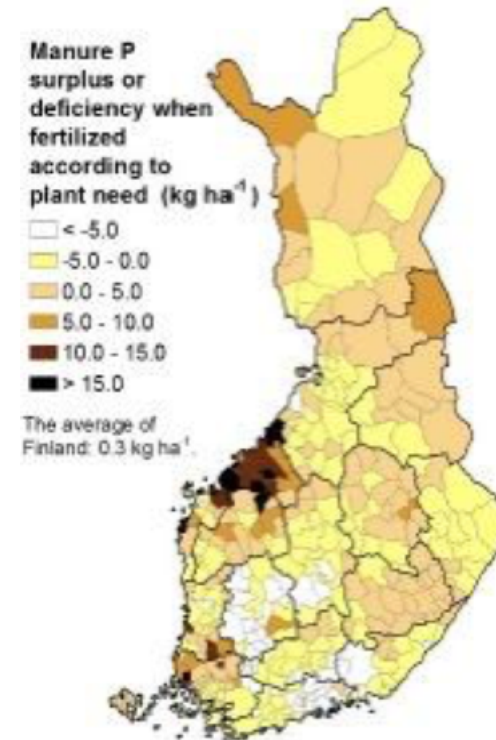 Manure P
surplus or
deficiency when
fertilized
according to
plant need (kg ha⁻¹)
< -5.0
-5.0 - 0.0
0.0 - 5.0
5.0 - 10.0
10.0 - 15.0
> 15.0
The average of
Finland: 0.3 kg ha⁻¹.